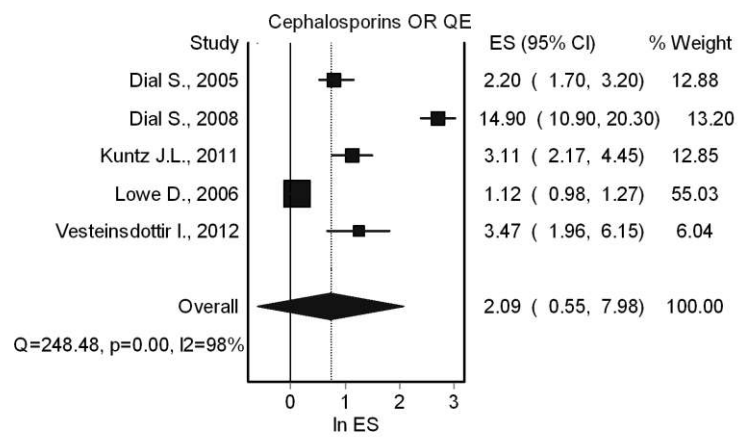 Cephalosporins OR QE
Study ES (95% CI) % Weight
Dial S., 2005 2.20 ( 1.70, 3.20) 12.88
Dial S., 2008 14.90 ( 10.90, 20.30) 13.20
Kuntz J.L., 2011 3.11 ( 2.17, 4.45) 12.85
Lowe D., 2006 1.12 ( 0.98, 1.27) 55.03
Vesteinsdottir I., 2012 3.47 ( 1.96, 6.15) 6.04
Overall 2.09 ( 0.55, 7.98) 100.00
Q=248.48, p=0.00, I2=98%
0 1 2 3
ln ES